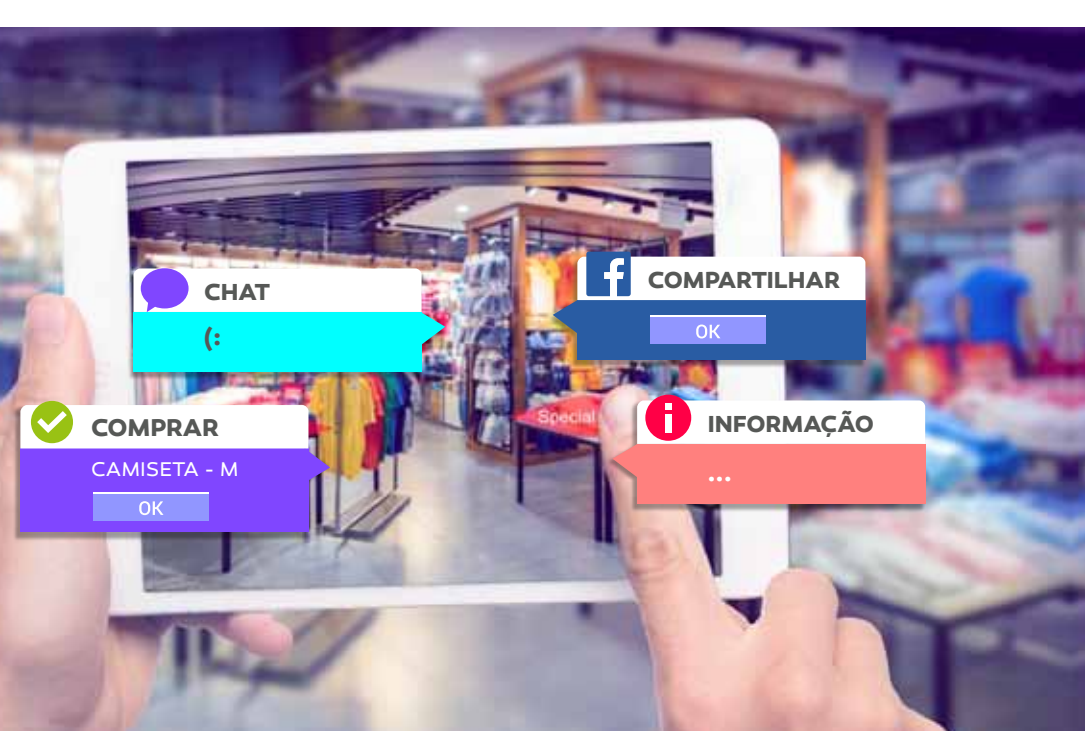 CHAT
(:
COMPARTILHAR
OK
COMPRAR
CAMISETA - M
OK
Special
INFORMAÇÃO
...